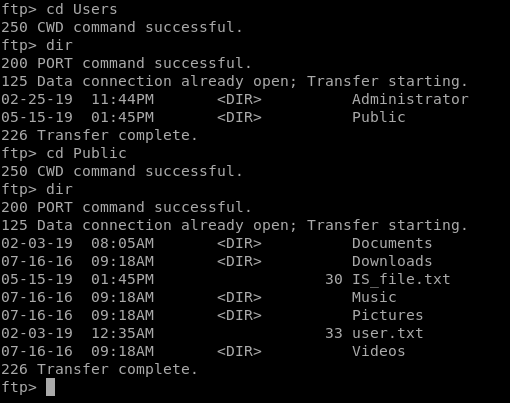 ftp> cd Users
250 CWD command successful.
ftp> dir
200 PORT command successful.
125 Data connection already open; Transfer starting.
02-25-19  11:44PM       <DIR>          Administrator
05-15-19  01:45PM       <DIR>          Public
226 Transfer complete.
ftp> cd Public
250 CWD command successful.
ftp> dir
200 PORT command successful.
125 Data connection already open; Transfer starting.
02-03-19  08:05AM       <DIR>          Documents
07-16-16  09:18AM       <DIR>          Downloads
05-15-19  01:45PM                   30 IS_file.txt
07-16-16  09:18AM       <DIR>          Music
07-16-16  09:18AM       <DIR>          Pictures
02-03-19  12:35AM                   33 user.txt
07-16-16  09:18AM       <DIR>          Videos
226 Transfer complete.
ftp>